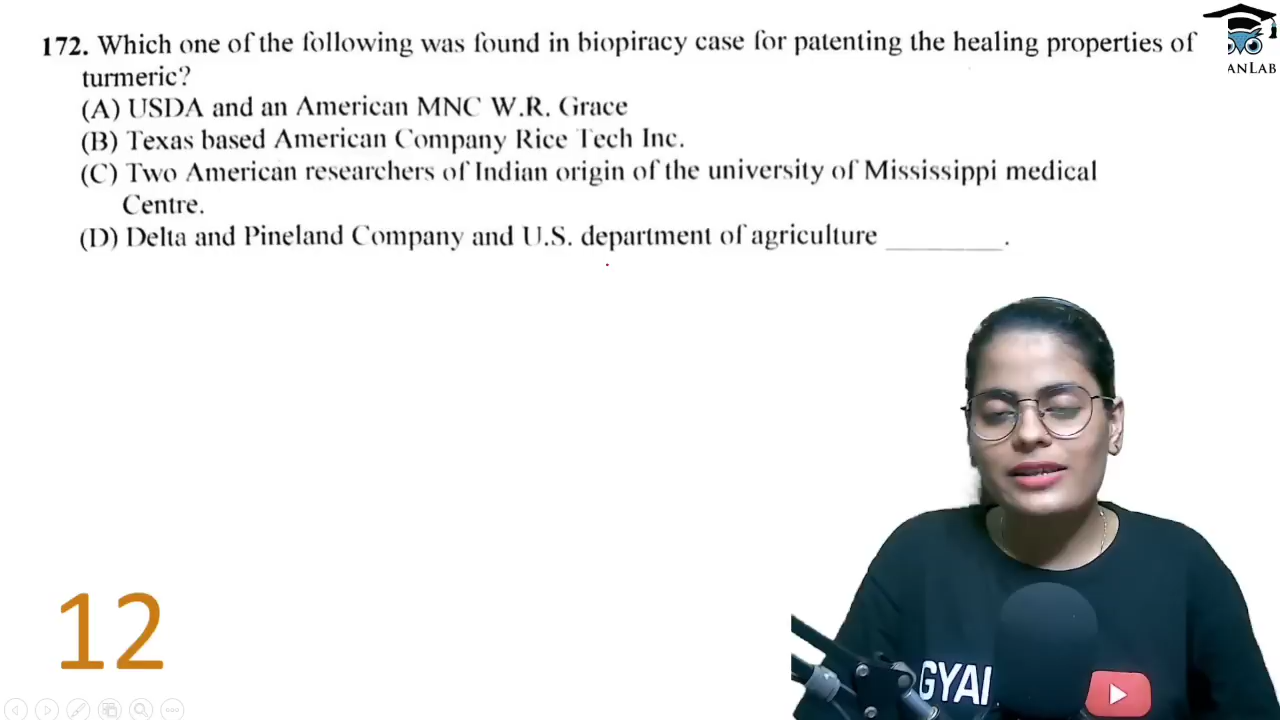 172. Which one of the following was found in biopiracy case for patenting the healing properties of
turmeric?
(A) USDA and an American MNC W.R. Grace
(B) Texas based American Company Rice Tech Inc.
(C) Two American researchers of Indian origin of the university of Mississippi medical
Centre.
(D) Delta and Pineland Company and U.S. department of agriculture ________.
ANLAB
12
GYAN